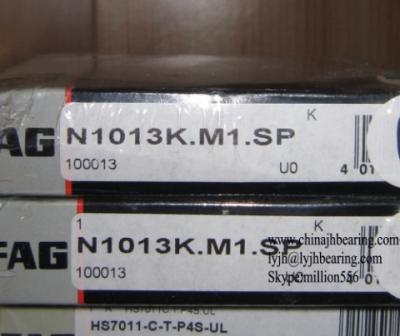 K
FAG N1013K.M1.SP
100013 U0 4 01
1 K
FAG N1013K.M1.SP
100013
www.chinajhbearing.com
lyjh@lyjhbearing.com
Skype:million556
HS7011-C-T-P4S-UL